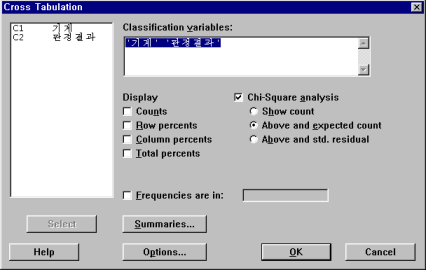 Cross Tabulation
C1 기계
C2 판정결과
Classification variables:
'기계' '판정결과'
Display
Counts
Row percents
Column percents
Total percents
Chi-Square analysis
Show count
Above and expected count
Above and std. residual
Frequencies are in:
Select
Summaries...
Help
Options...
OK
Cancel